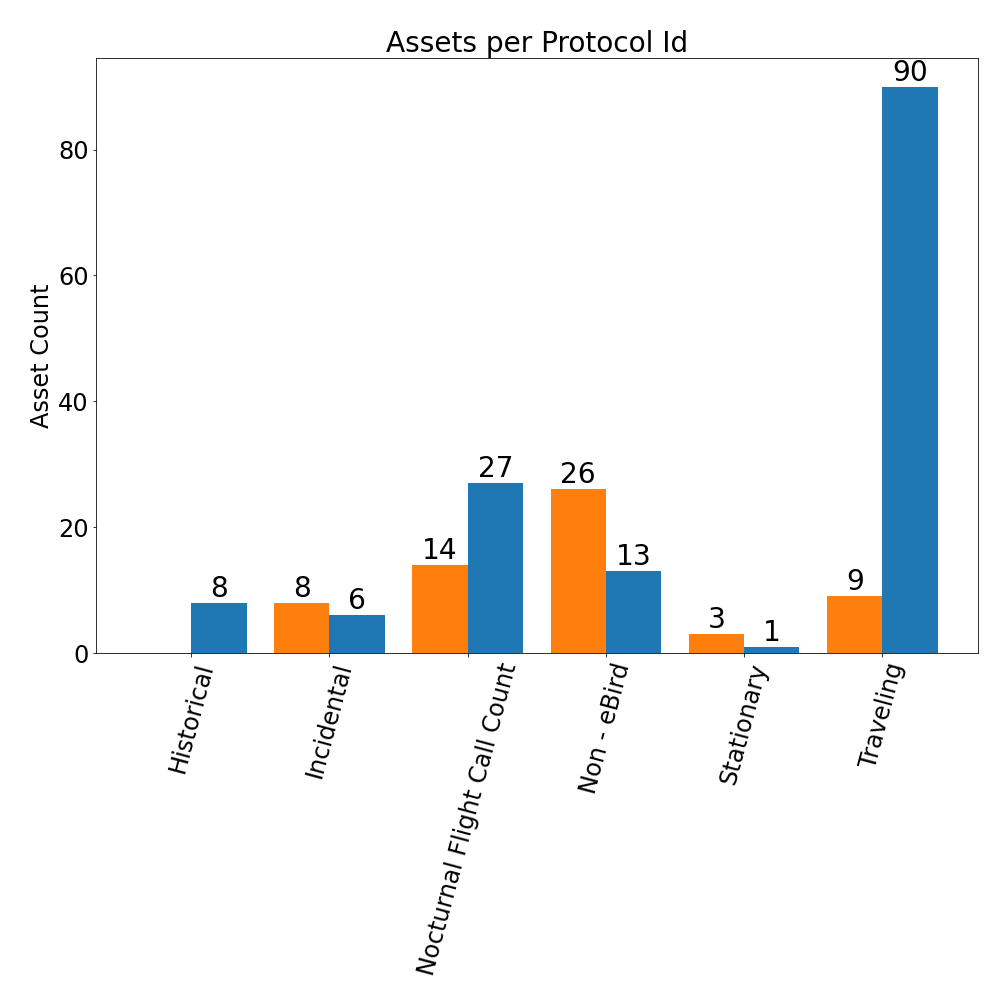 Assets per Protocol Id
Asset Count
80
60
40
20
0
8
8
6
14
27
26
13
3
1
9
90
Historical
Incidental
Nocturnal Flight Call Count
Non - eBird
Stationary
Traveling